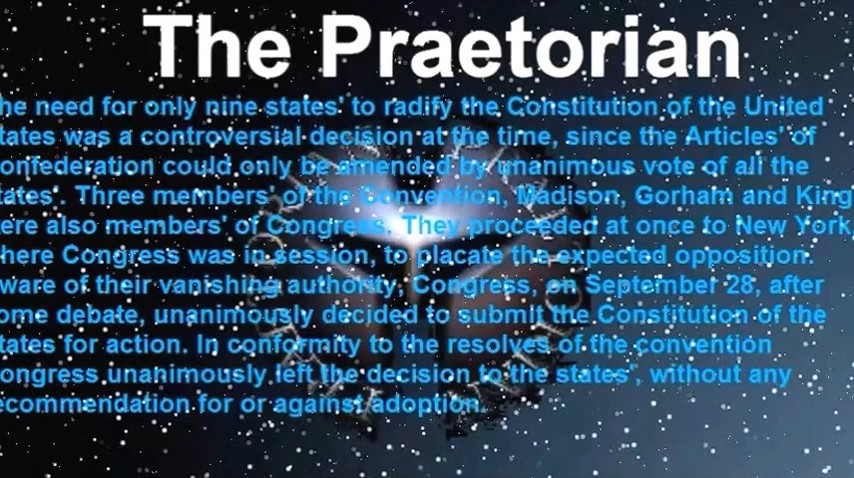 The Praetorian
he need for only nine states' to radify the Constitution of the United
tates was a controversial decision at the time, since the Articles' of
onfederation could only be amended by unanimous vote of all the
tates'. Three members' of the Convention, Madison, Gorham and King
ere also members' of Congress. They proceeded at once to New York,
here Congress was in session, to placate the expected opposition.
ware of their vanishing authority, Congress, on September 28, after
ome debate, unanimously decided to submit the Constitution of the
tates for action. In conformity to the resolves of the convention
ongress unanimously left the decision to the states', without any
ecommendation for or against adoption.